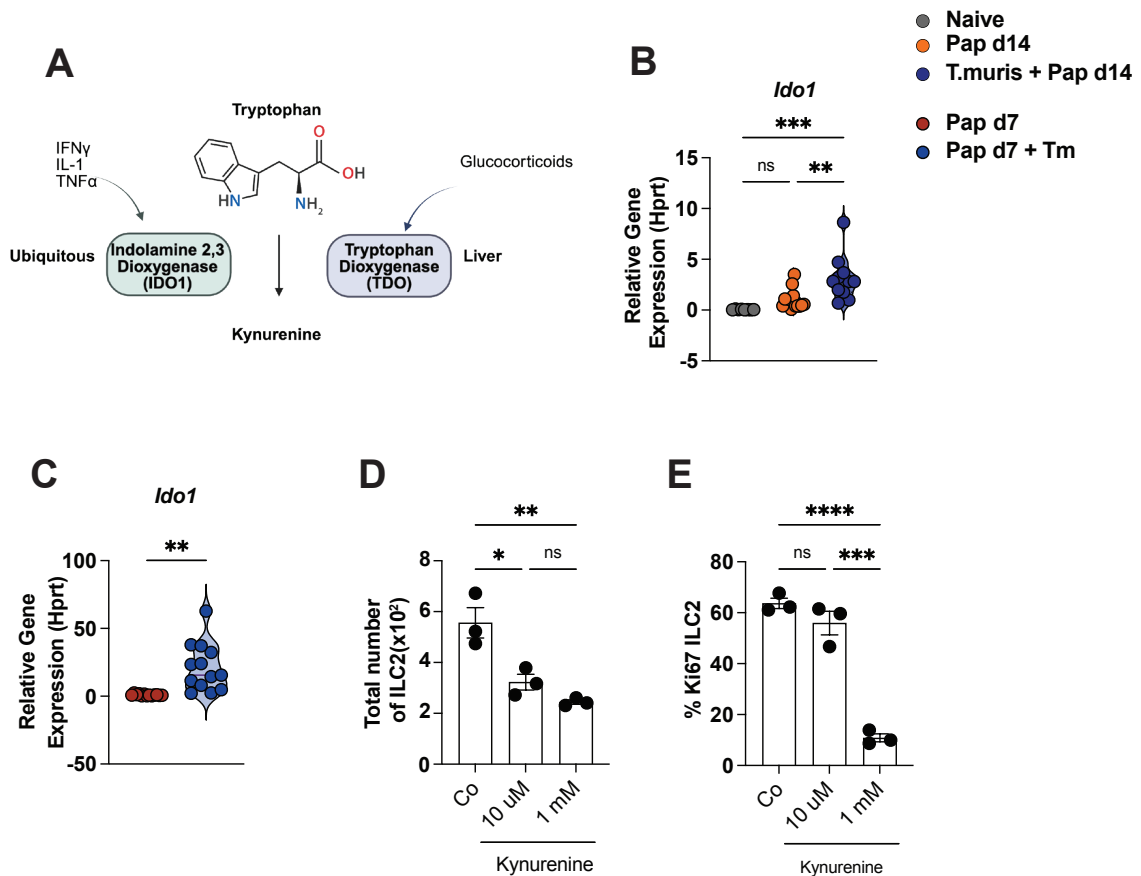 A
Tryptophan
IFNγ
IL-1
TNFα
O
OH
HN
NH2
Glucocorticoids
Ubiquitous
Indolamine 2,3
Dioxygenase
(IDO1)
Tryptophan
Dioxygenase
(TDO)
Liver
Kynurenine
B
Ido1
***
ns
**
15
10
5
0
-5
Relative Gene
Expression (Hprt)
Naive
Pap d14
T.muris + Pap d14
Pap d7
Pap d7 + Tm
C
Ido1
**
100
50
0
-50
Relative Gene
Expression (Hprt)
D
**
*
ns
8
6
4
2
0
Total number
of ILC2(x10²)
Co
10 uM
1 mM
Kynurenine
E
****
ns
***
80
60
40
20
0
% Ki67 ILC2
Co
10 uM
1 mM
Kynurenine